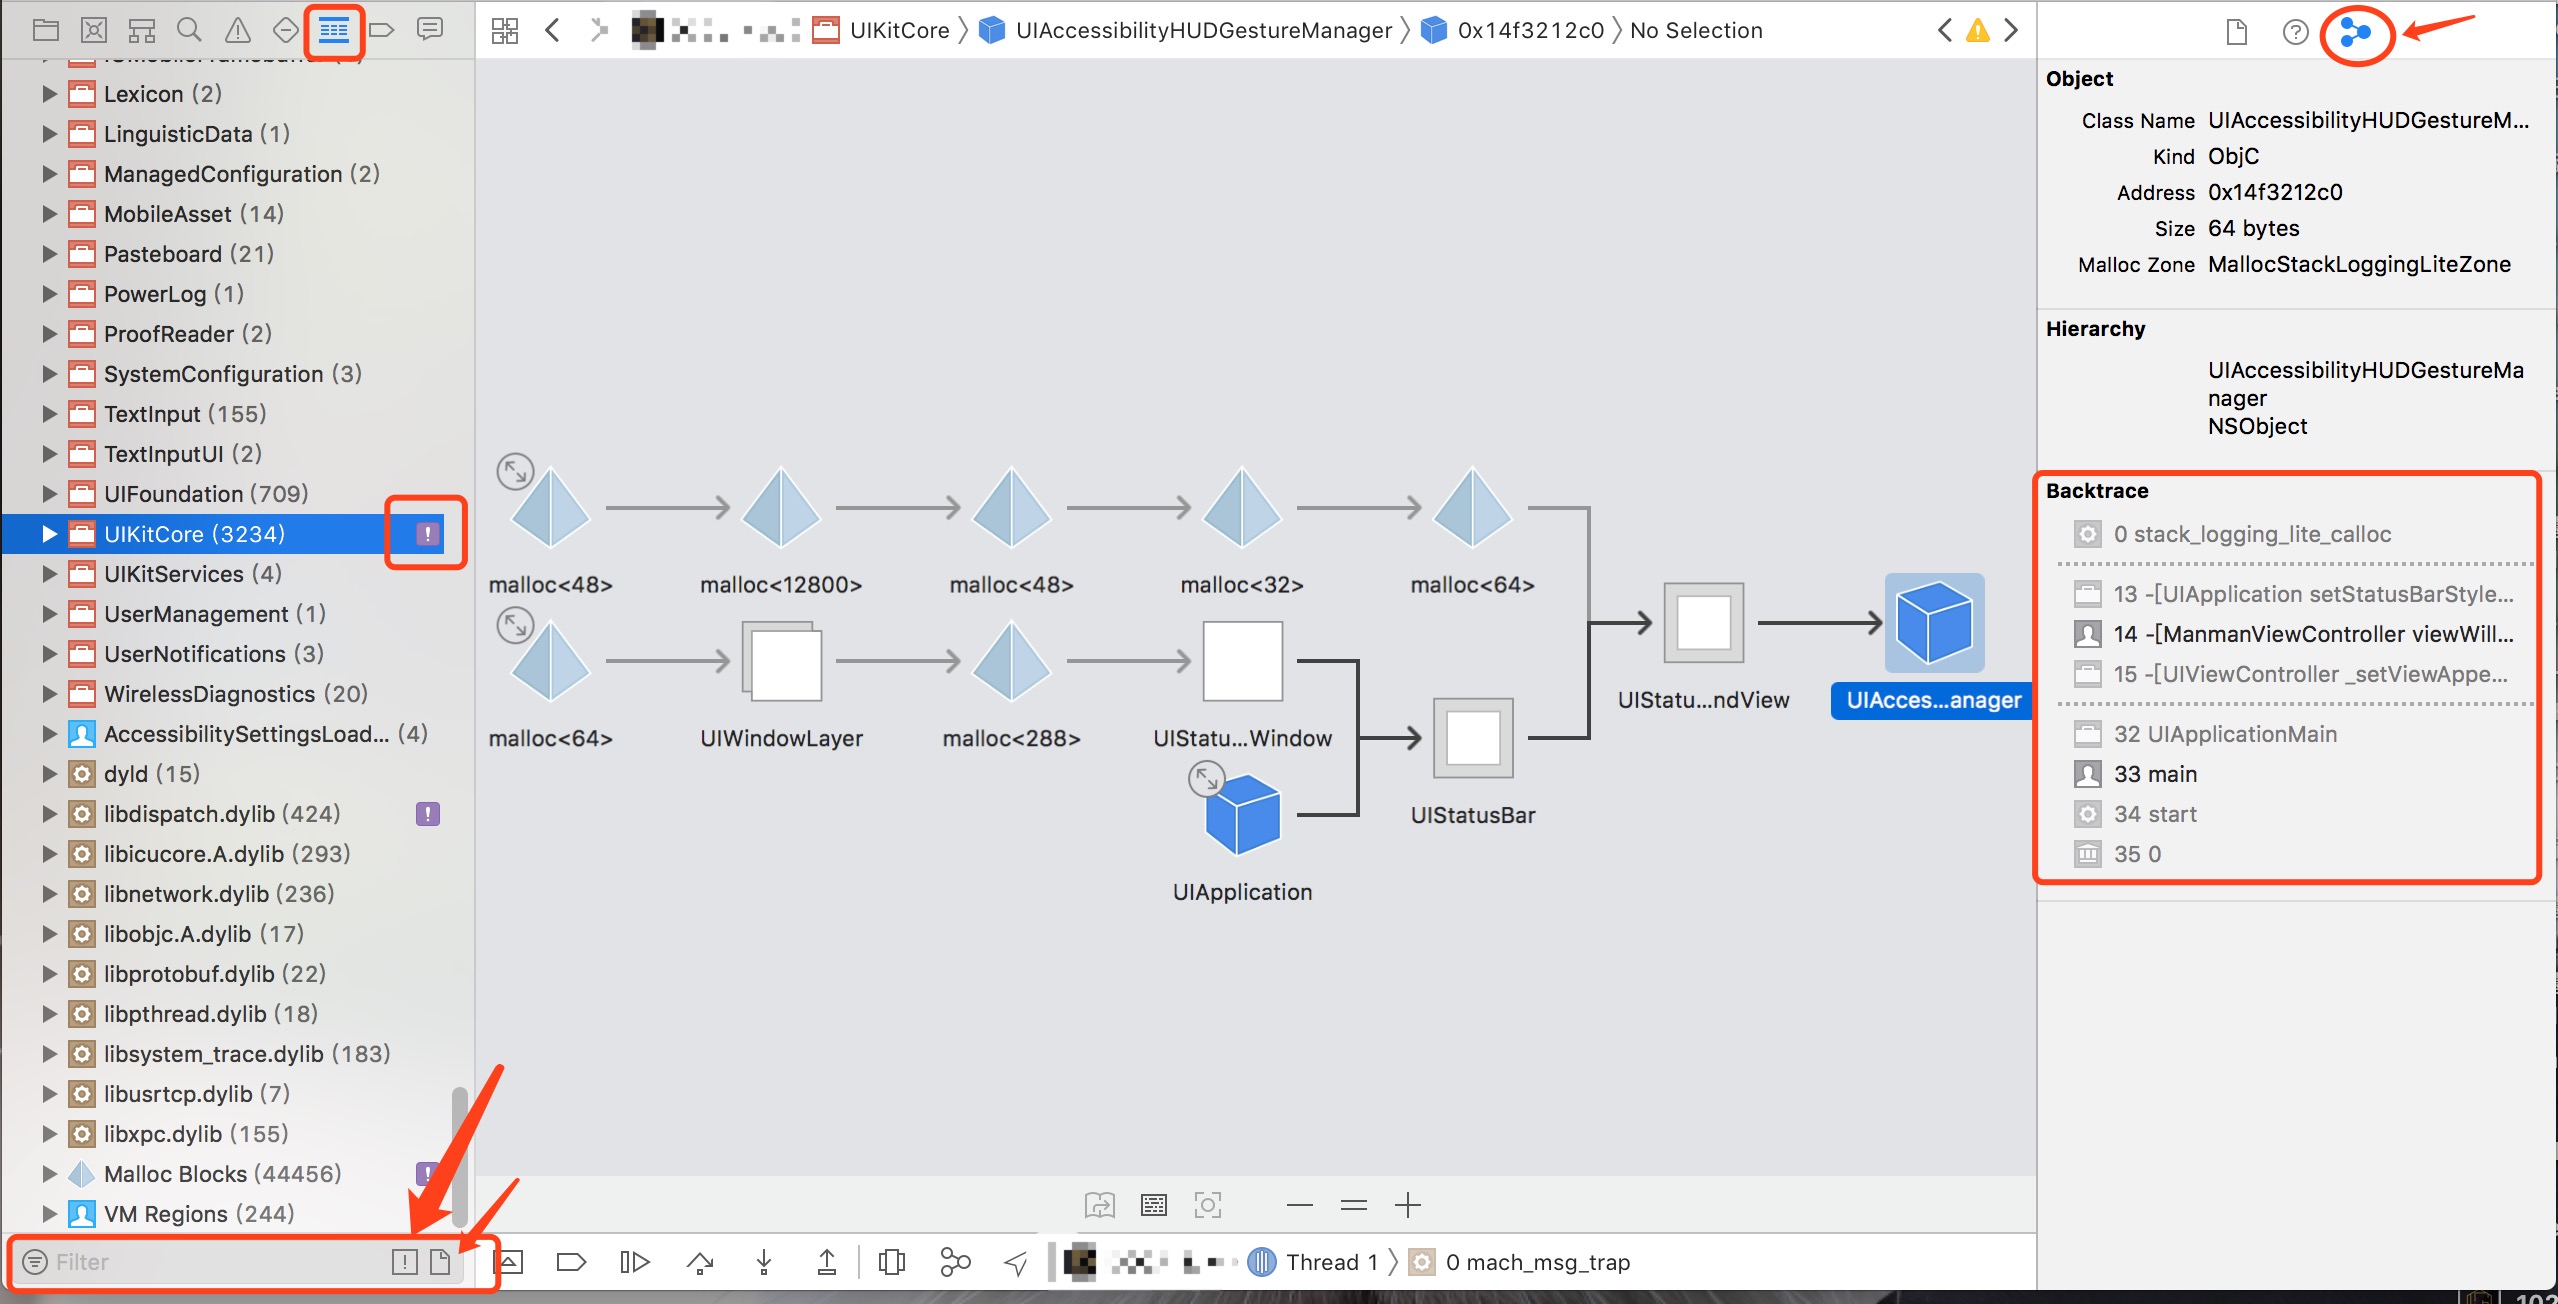 UIKitCore 〉 UIAccessibilityHUDGestureManager 〉 0x14f3212c0 〉 No Selection
Lexicon (2)
LinguisticData (1)
ManagedConfiguration (2)
MobileAsset (14)
Pasteboard (21)
PowerLog (1)
ProofReader (2)
SystemConfiguration (3)
TextInput (155)
TextInputUI (2)
UIFoundation (709)
UIKitCore (3234)
UIKitServices (4)
UserManagement (1)
UserNotifications (3)
WirelessDiagnostics (20)
AccessibilitySettingsLoad... (4)
dyld (15)
libdispatch.dylib (424)
libicucore.A.dylib (293)
libnetwork.dylib (236)
libobjc.A.dylib (17)
libprotobuf.dylib (22)
libpthread.dylib (18)
libsystem_trace.dylib (183)
libusrtcp.dylib (7)
libxpc.dylib (155)
Malloc Blocks (44456)
VM Regions (244)
Filter
malloc<48> malloc<12800> malloc<48> malloc<32> malloc<64>
UIStatu...ndView UIAcces...anager
malloc<64> UIWindowLayer malloc<288> UIStatu...Window
UIStatusBar
UIApplication
Thread 1 〉 0 mach_msg_trap
Object
Class Name UIAccessibilityHUDGestureM...
Kind ObjC
Address 0x14f3212c0
Size 64 bytes
Malloc Zone MallocStackLoggingLiteZone
Hierarchy
UIAccessibilityHUDGestureMa
nager
NSObject
Backtrace
0 stack_logging_lite_calloc
13 -[UIApplication setStatusBarStyle...
14 -[ManmanViewController viewWill...
15 -[UIViewController _setViewAppe...
32 UIApplicationMain
33 main
34 start
35 0